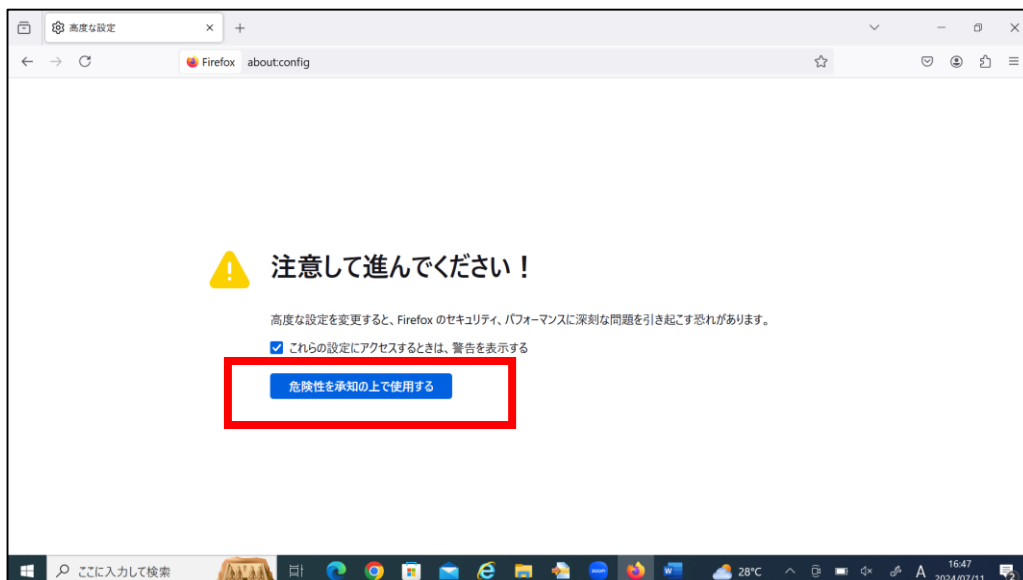 高度な設定
Firefox about:config
注意して進んでください！
高度な設定を変更すると、Firefox のセキュリティ、パフォーマンスに深刻な問題を引き起こす恐れがあります。
これらの設定にアクセスするときは、警告を表示する
危険性を承知の上で使用する
ここに入力して検索
zoom
W
28°C
A
16:47
2024/07/11
2